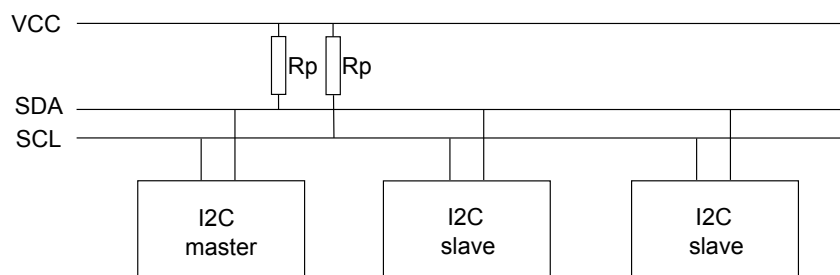 VCC
Rp Rp
SDA
SCL
I2C
master
I2C
slave
I2C
slave